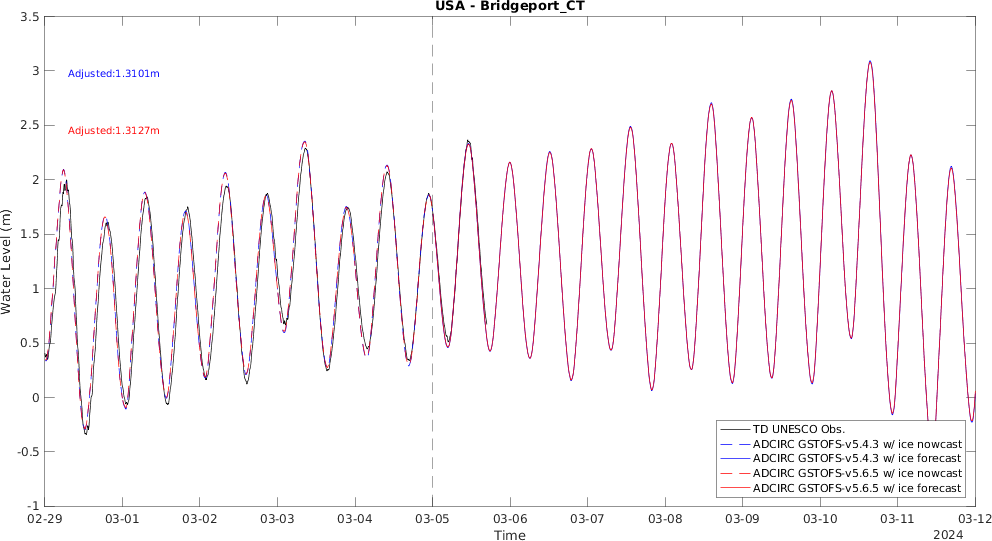 USA - Bridgeport_CT
3.5
3
2.5
2
1.5
1
0.5
0
-0.5
-1
Water Level (m)
Adjusted:1.3101m
Adjusted:1.3127m
TD UNESCO Obs.
ADCIRC GSTOFS-v5.4.3 w/ ice nowcast
ADCIRC GSTOFS-v5.4.3 w/ ice forecast
ADCIRC GSTOFS-v5.6.5 w/ ice nowcast
ADCIRC GSTOFS-v5.6.5 w/ ice forecast
02-29 03-01 03-02 03-03 03-04 03-05 03-06 03-07 03-08 03-09 03-10 03-11 03-12
Time
2024